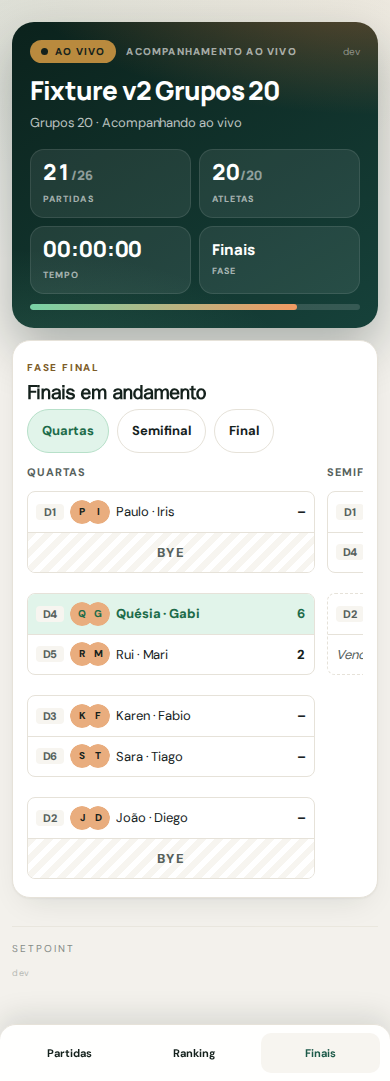 AO VIVO ACOMPANHAMENTO AO VIVO dev
Fixture v2 Grupos 20
Grupos 20 · Acompanhando ao vivo
21/26
PARTIDAS
20/20
ATLETAS
00:00:00
TEMPO
Finais
FASE
FASE FINAL
Finais em andamento
Quartas Semifinal Final
QUARTAS
D1 P I Paulo · Iris –
BYE
D4 Q G Quésia · Gabi 6
D5 R M Rui · Mari 2
D3 K F Karen · Fabio –
D6 S T Sara · Tiago –
D2 J D João · Diego –
BYE
SEMIF
D1
D4
D2
Venc
SETPOINT
dev
Partidas Ranking Finais